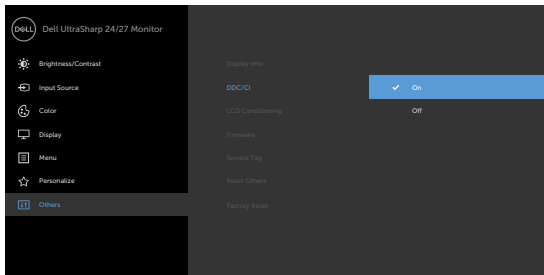 DELL
Dell UltraSharp 24/27 Monitor
Brightness/Contrast
Input Source
Color
Display
Menu
Personalize
Others
Display Info
DDC/CI
LCD Conditioning
Firmware
Service Tag
Reset Others
Factory Reset
On
Off